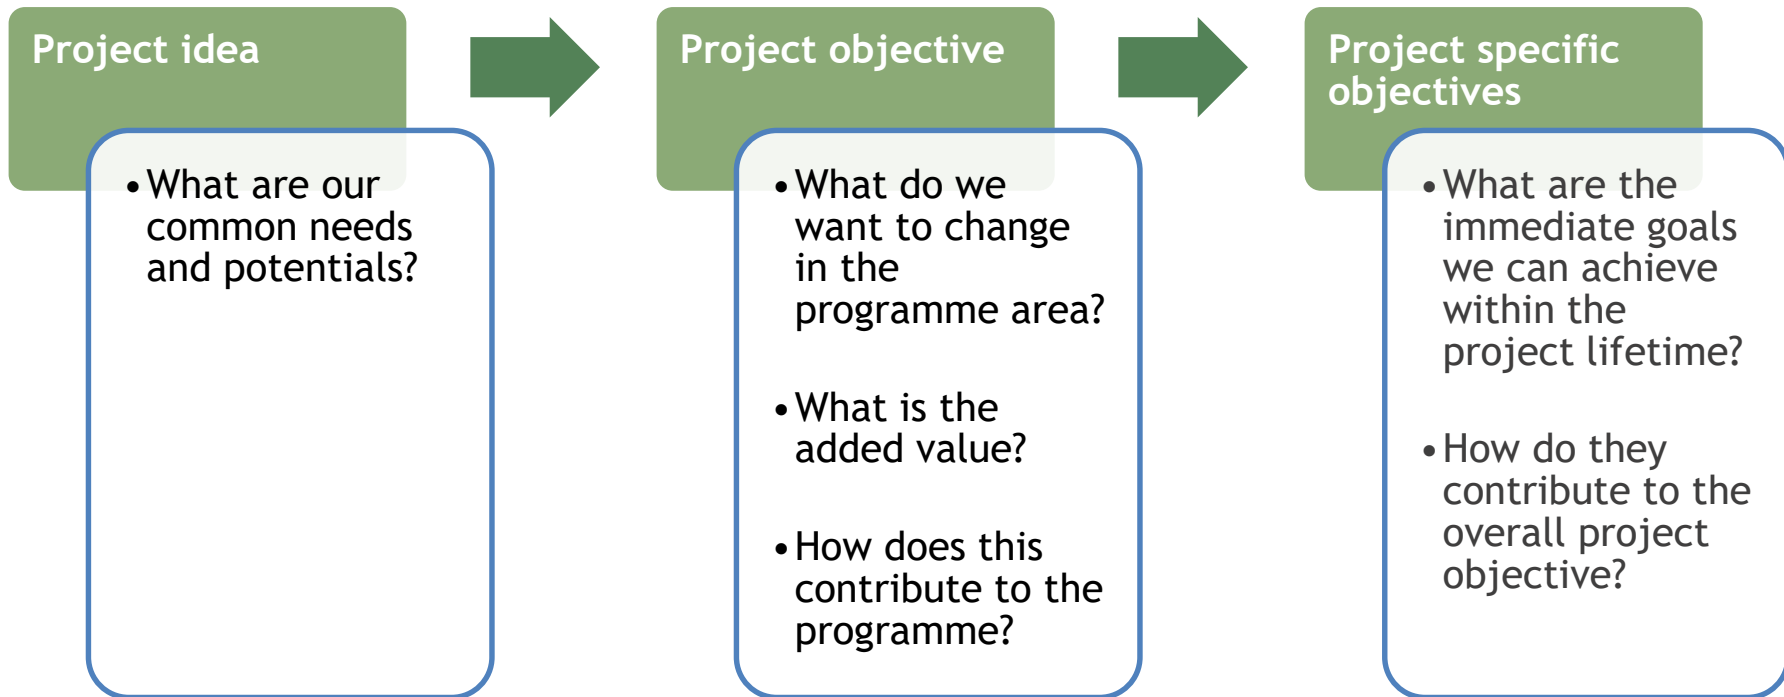 Project idea
• What are our
common needs
and potentials?
Project objective
• What do we
want to change
in the
programme area?
• What is the
added value?
• How does this
contribute to the
programme?
Project specific
objectives
• What are the
immediate goals
we can achieve
within the
project lifetime?
• How do they
contribute to the
overall project
objective?